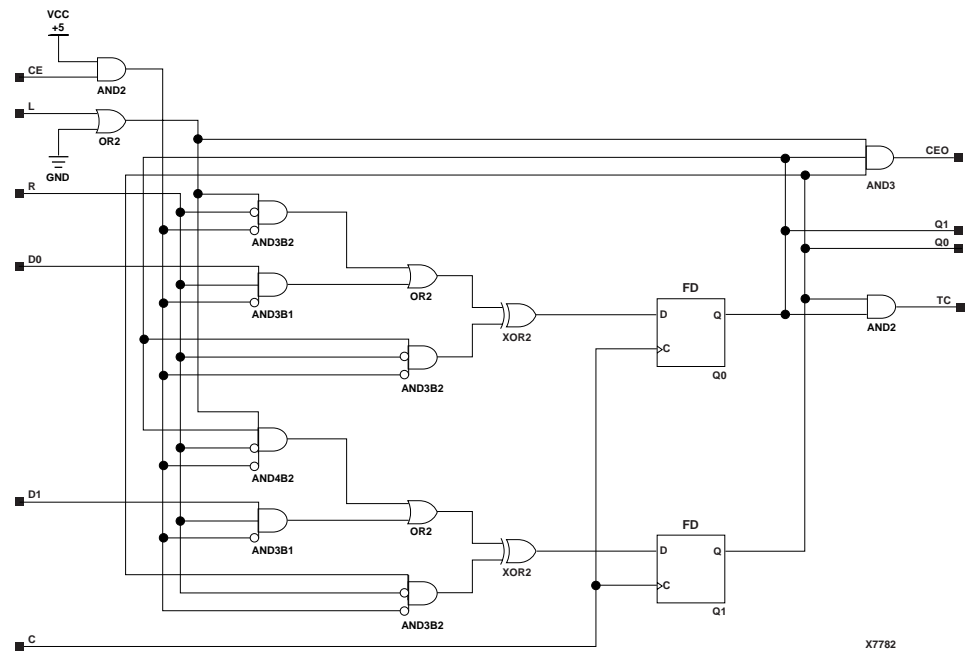 VCC
+5
CE
AND2
L
OR2
GND
CEO
AND3
R
AND3B2
Q1
Q0
D0
AND3B1
OR2
XOR2
FD
D
Q
C
Q0
TC
AND2
AND3B2
AND4B2
D1
AND3B1
OR2
XOR2
FD
D
Q
C
Q1
AND3B2
C
X7782